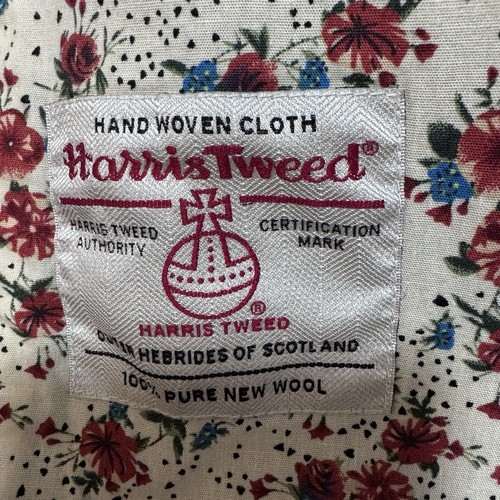 HAND WOVEN CLOTH
Harris Tweed®
HARRIS TWEED
AUTHORITY
CERTIFICATION
MARK
®
HARRIS TWEED
OUTER HEBRIDES OF SCOTLAND
100% PURE NEW WOOL